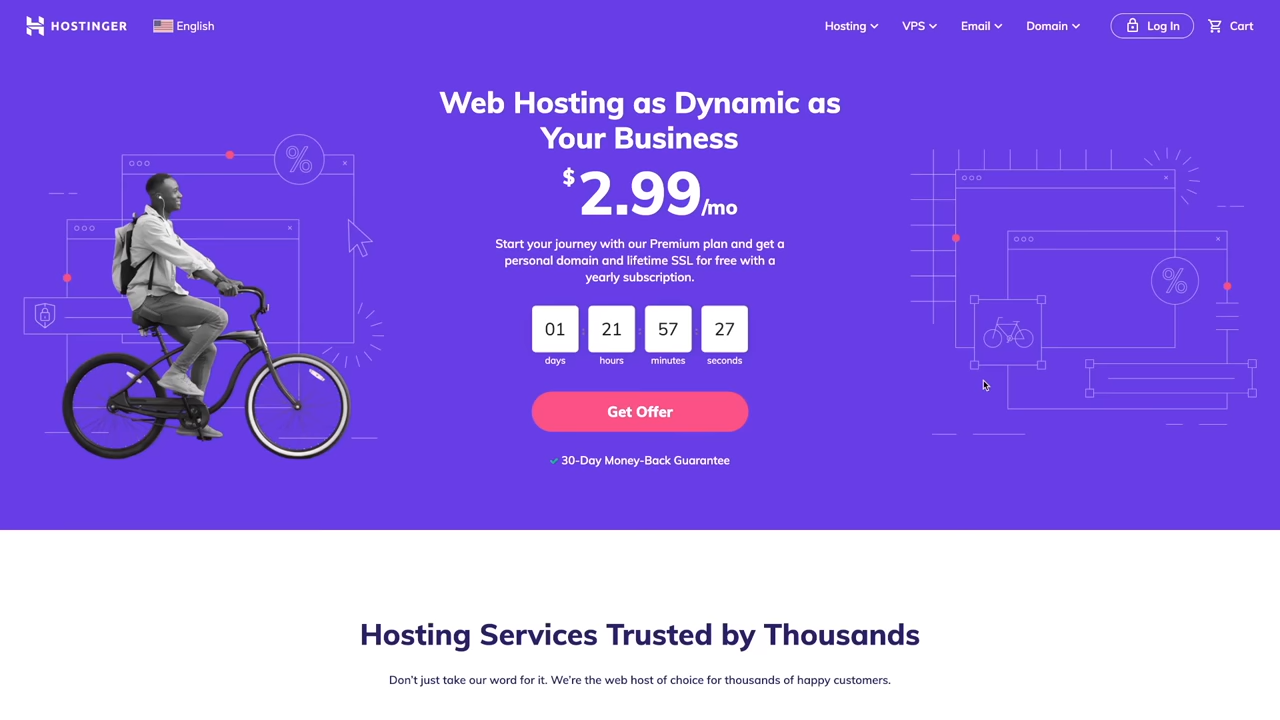 HOSTINGER
English
Hosting
VPS
Email
Domain
Log In
Cart
Web Hosting as Dynamic as
Your Business
$2.99/mo
Start your journey with our Premium plan and get a
personal domain and lifetime SSL for free with a
yearly subscription.
01 : 21 : 57 : 27
days hours minutes seconds
Get Offer
30-Day Money-Back Guarantee
Hosting Services Trusted by Thousands
Don't just take our word for it. We're the web host of choice for thousands of happy customers.